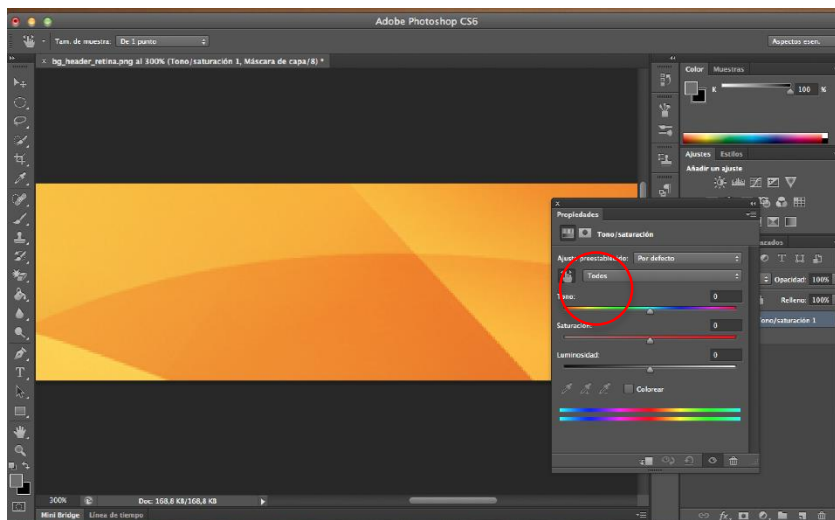 Adobe Photoshop CS6
Tam. de muestra: De 1 punto
Aspectos esen.
× bg_header_retina.png al 300% (Tono/saturación 1, Máscara de capa/8) *
Color Muestras
K 100 %
Ajustes Estilos
Añadir un ajuste
Propiedades
Tono/saturación
Ajuste preestablecido: Por defecto
Todos
Tono: 0
Saturación: 0
Luminosidad: 0
Colorear
Opacidad: 100%
Relleno: 100%
Tono/saturación 1
300% Doc: 168,8 KB/168,8 KB
Mini Bridge Línea de tiempo